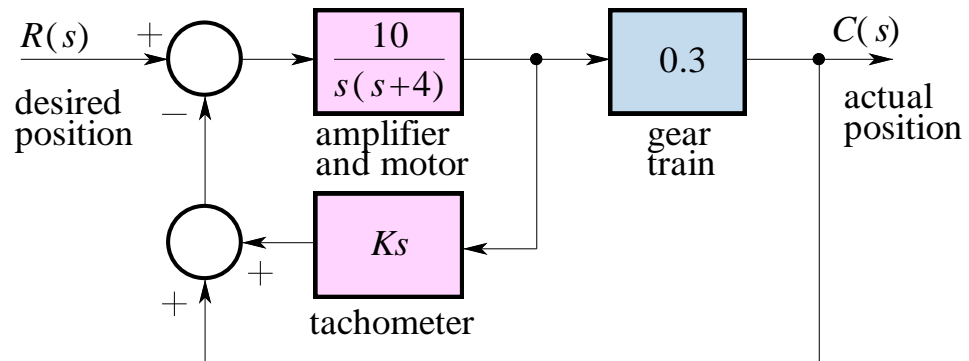 R(s)
+
desired
position
−
10
s(s+4)
amplifier
and motor
0.3
gear
train
C(s)
actual
position
Ks
tachometer
+
+